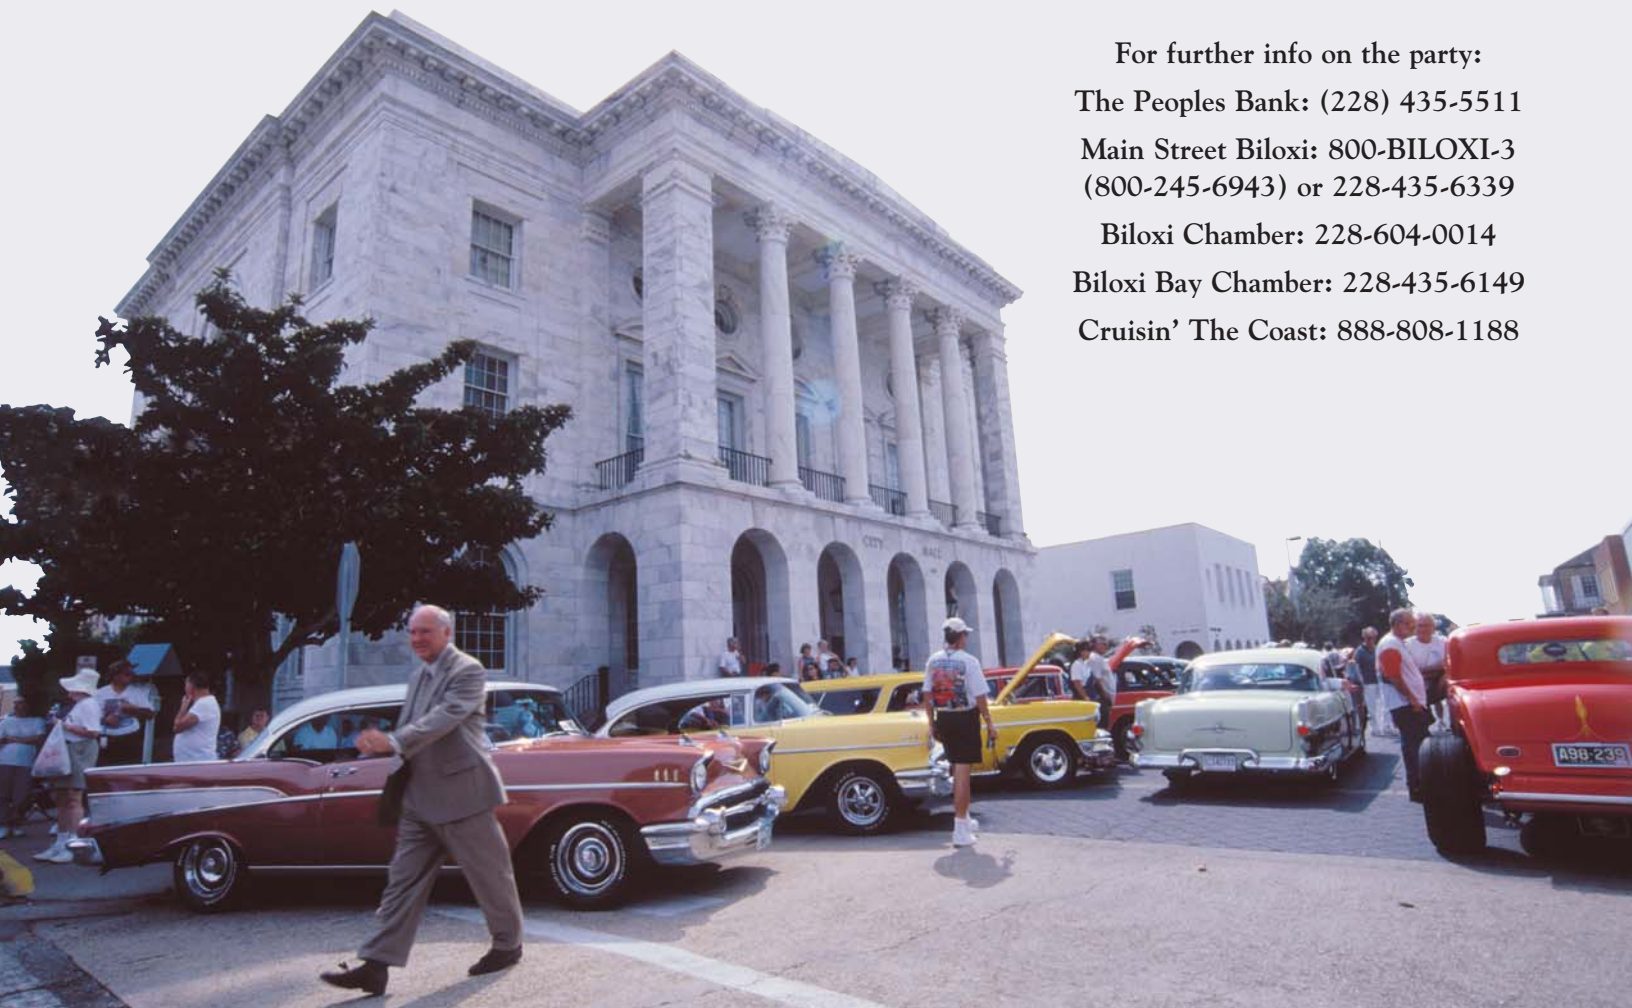 For further info on the party:
The Peoples Bank: (228) 435-5511
Main Street Biloxi: 800-BILOXI-3
(800-245-6943) or 228-435-6339
Biloxi Chamber: 228-604-0014
Biloxi Bay Chamber: 228-435-6149
Cruisin' The Coast: 888-808-1188
CITY HALL
A98-239